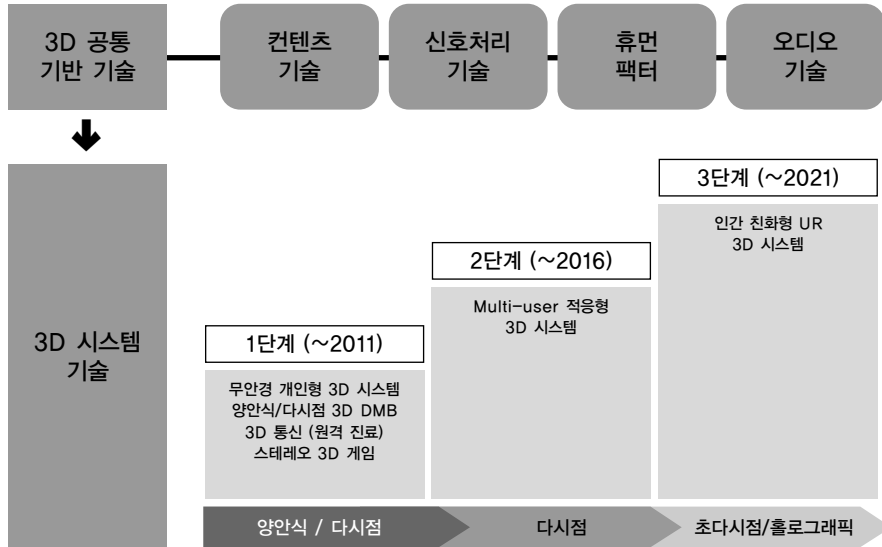 3D 공통
기반 기술
컨텐츠
기술
신호처리
기술
휴먼
팩터
오디오
기술
3D 시스템
기술
1단계 (~2011)
무안경 개인형 3D 시스템
양안식/다시점 3D DMB
3D 통신 (원격 진료)
스테레오 3D 게임
2단계 (~2016)
Multi-user 적응형
3D 시스템
3단계 (~2021)
인간 친화형 UR
3D 시스템
양안식 / 다시점
다시점
초다시점/홀로그래픽